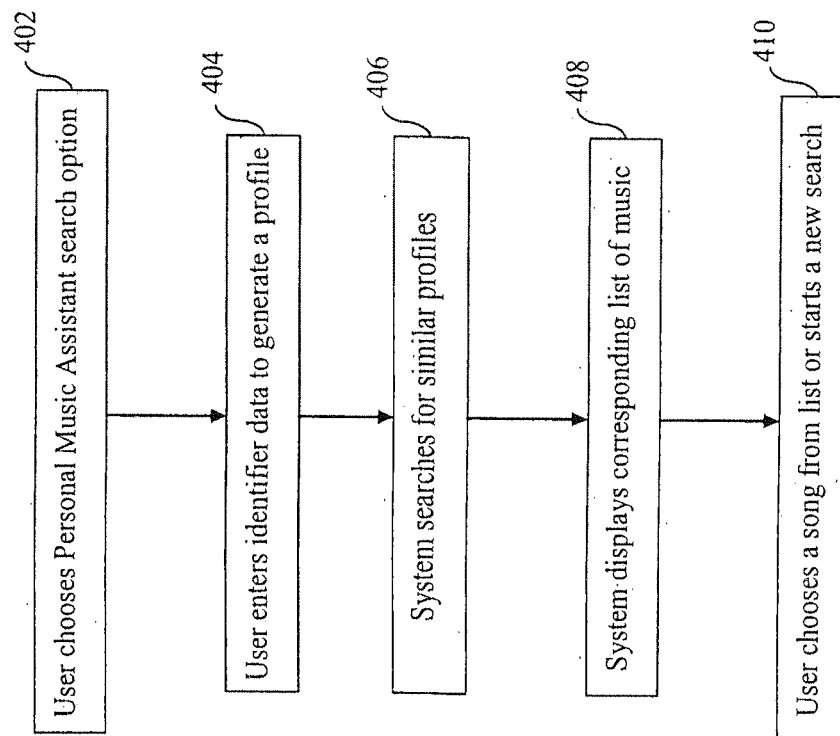 402
User chooses Personal Music Assistant search option
404
User enters identifier data to generate a profile
406
System searches for similar profiles
408
System displays corresponding list of music
410
User chooses a song from list or starts a new search